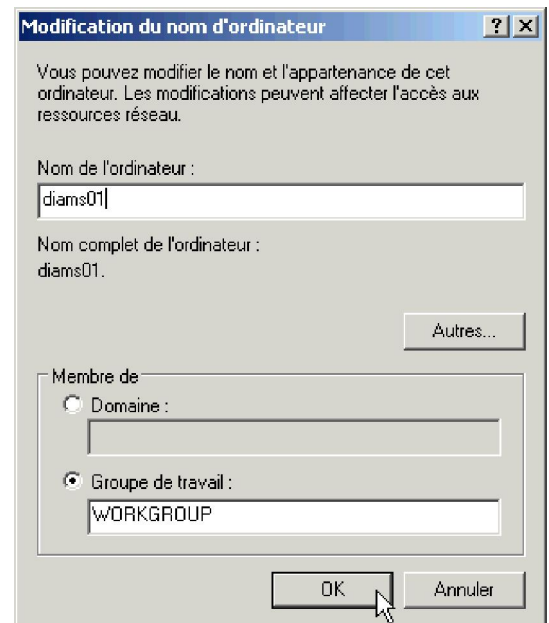 Modification du nom d'ordinateur
Vous pouvez modifier le nom et l'appartenance de cet
ordinateur. Les modifications peuvent affecter l'accès aux
ressources réseau.
Nom de l'ordinateur :
diams01
Nom complet de l'ordinateur :
diams01.
Autres...
Membre de
Domaine :
Groupe de travail :
WORKGROUP
OK
Annuler